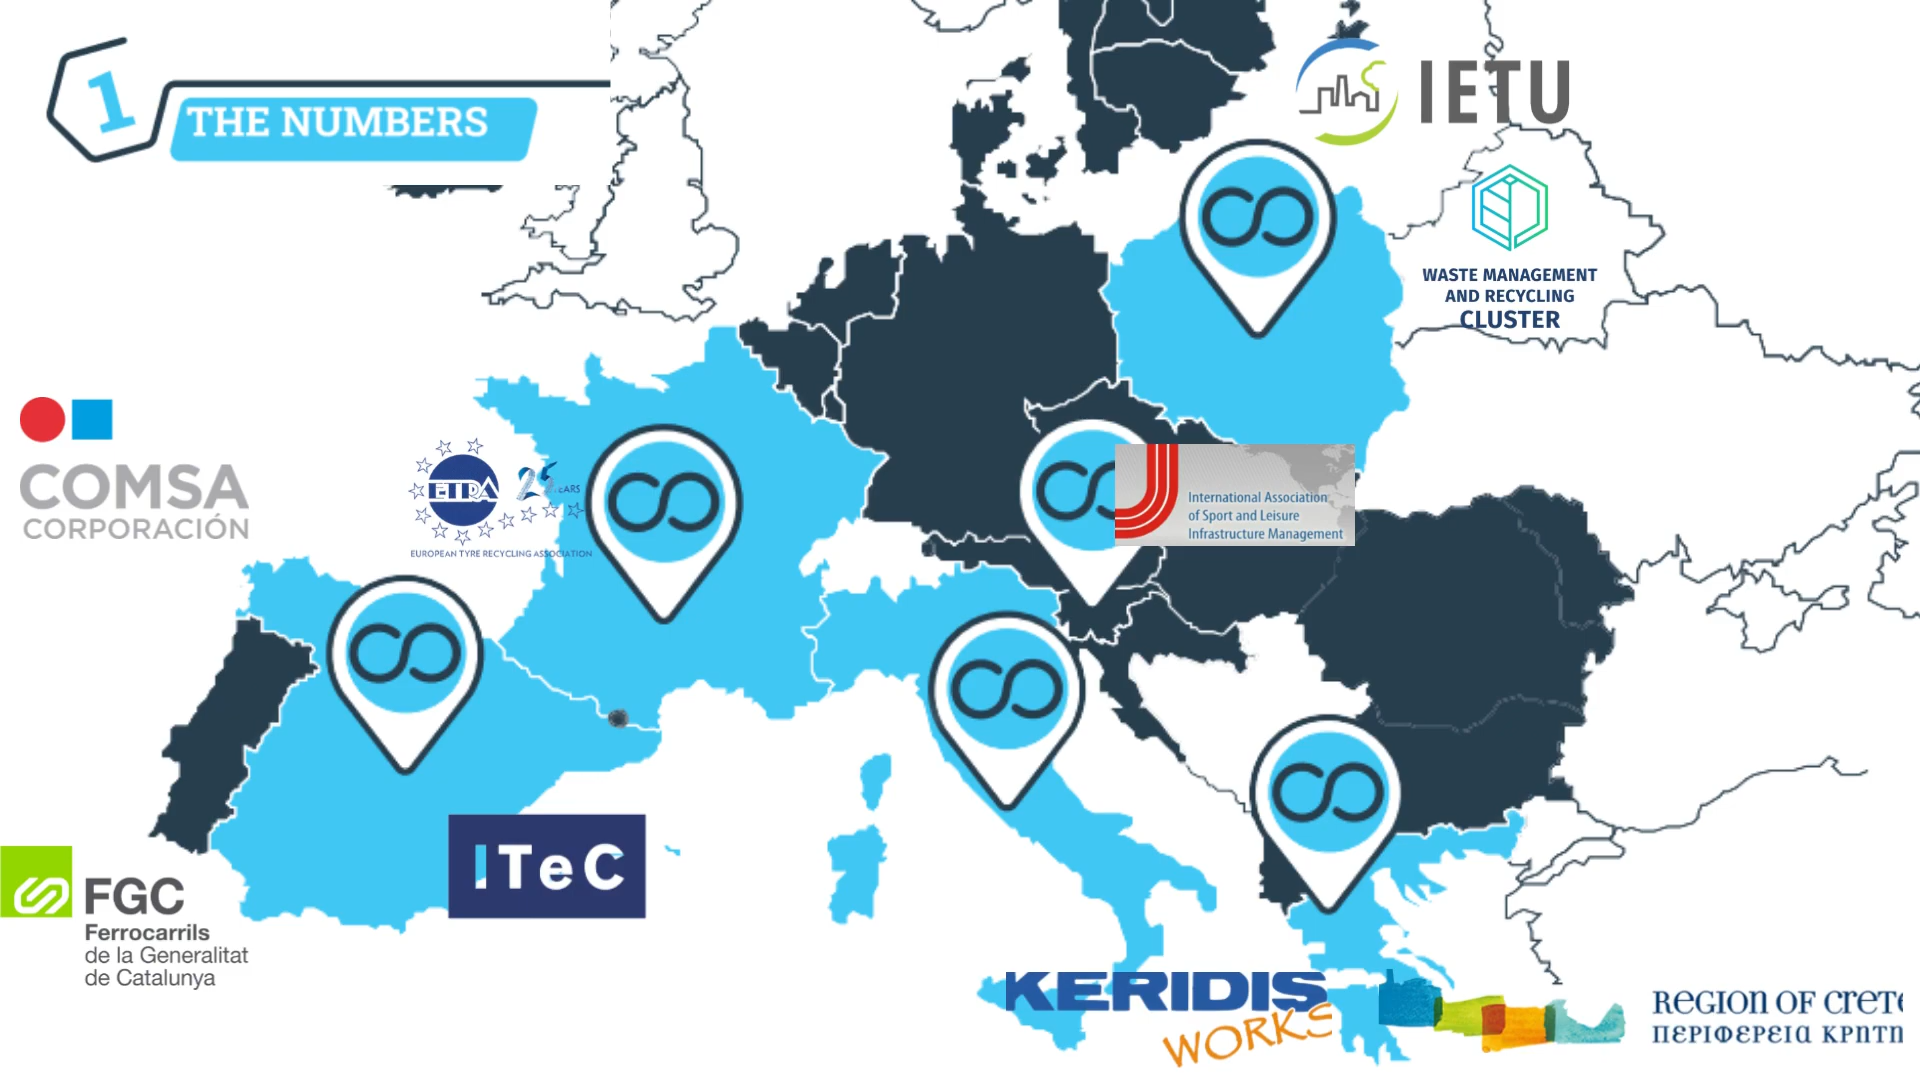 1
THE NUMBERS
IETU
WASTE MANAGEMENT
AND RECYCLING
CLUSTER
COMSA
CORPORACIÓN
ETRA 25 YEARS
EUROPEAN TYRE RECYCLING ASSOCIATION
International Association
of Sport and Leisure
Infrastructure Management
ITeC
FGC
Ferrocarrils
de la Generalitat
de Catalunya
KERIDIS
WORKS
REGION OF CRETE
ΠΕΡΙΦΕΡΕΙΑ ΚΡΗΤΗ